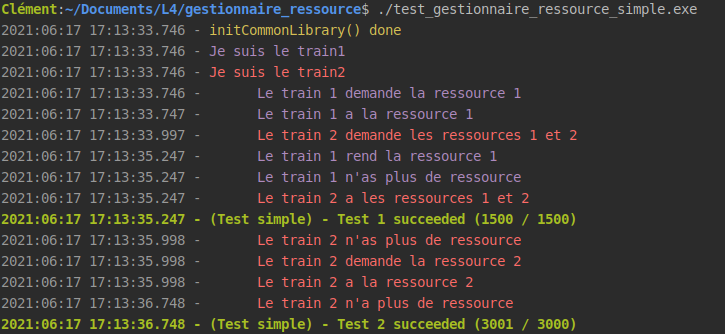 Clément:~/Documents/L4/gestionnaire_ressource$ ./test_gestionnaire_ressource_simple.exe
2021:06:17 17:13:33.746 - initCommonLibrary() done
2021:06:17 17:13:33.746 - Je suis le train1
2021:06:17 17:13:33.746 - Je suis le train2
2021:06:17 17:13:33.746 - Le train 1 demande la ressource 1
2021:06:17 17:13:33.747 - Le train 1 a la ressource 1
2021:06:17 17:13:33.997 - Le train 2 demande les ressources 1 et 2
2021:06:17 17:13:35.247 - Le train 1 rend la ressource 1
2021:06:17 17:13:35.247 - Le train 1 n'as plus de ressource
2021:06:17 17:13:35.247 - Le train 2 a les ressources 1 et 2
2021:06:17 17:13:35.247 - (Test simple) - Test 1 succeeded (1500 / 1500)
2021:06:17 17:13:35.998 - Le train 2 n'as plus de ressource
2021:06:17 17:13:35.998 - Le train 2 demande la ressource 2
2021:06:17 17:13:35.998 - Le train 2 a la ressource 2
2021:06:17 17:13:36.748 - Le train 2 n'a plus de ressource
2021:06:17 17:13:36.748 - (Test simple) - Test 2 succeeded (3001 / 3000)